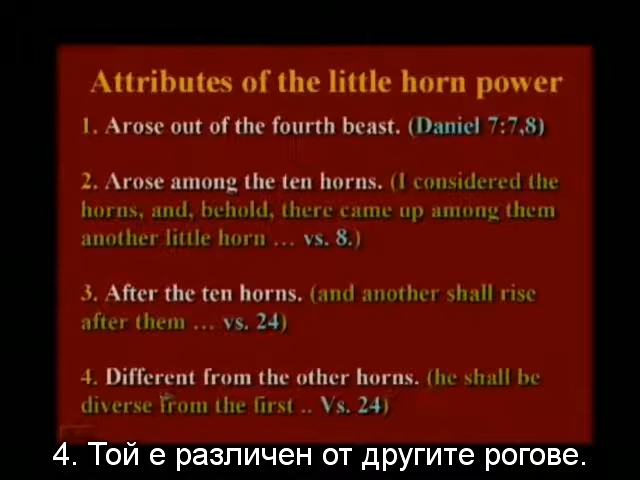 Attributes of the little horn power
1. Arose out of the fourth beast. (Daniel 7:7,8)
2. Arose among the ten horns. (I considered the
horns, and, behold, there came up among them
another little horn … vs. 8.)
3. After the ten horns. (and another shall rise
after them … vs. 24)
4. Different from the other horns. (he shall be
diverse from the first .. Vs. 24)
4. Той е различен от другите рогове.